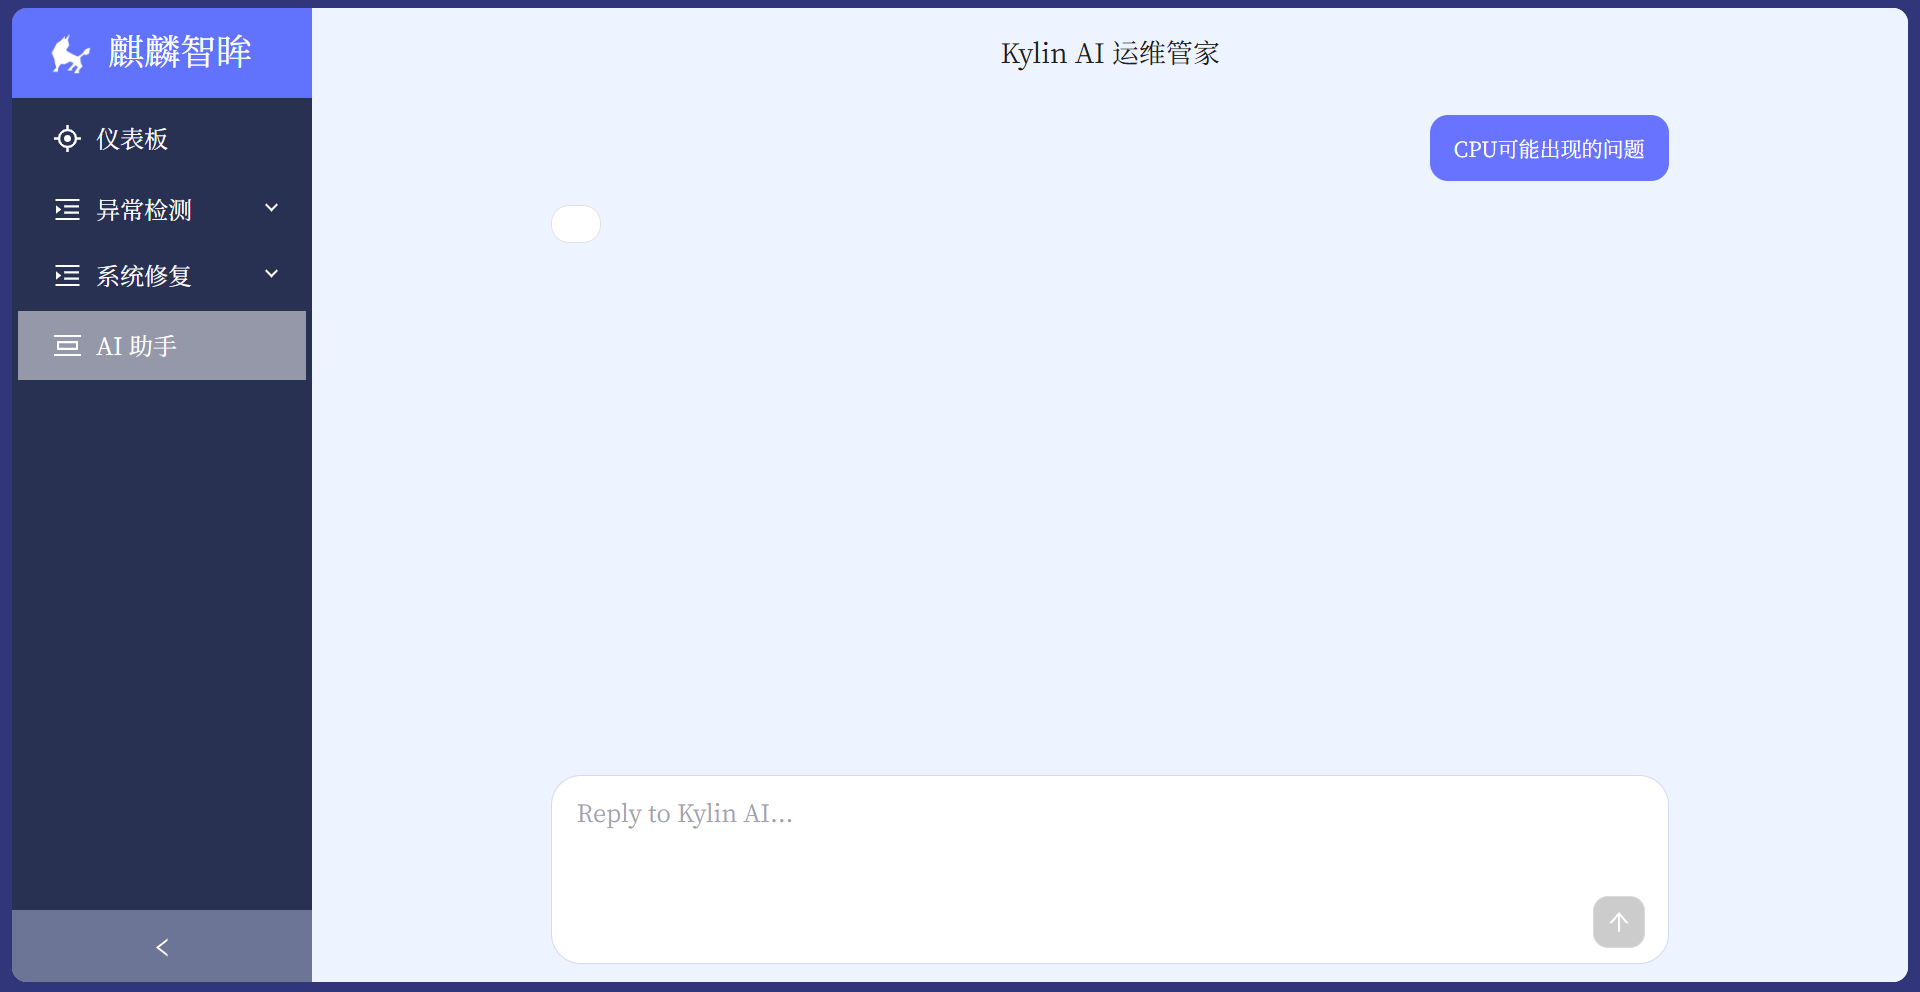 麒麟智眸
仪表板
异常检测
系统修复
AI 助手
Kylin AI 运维管家
CPU可能出现的问题
Reply to Kylin AI...